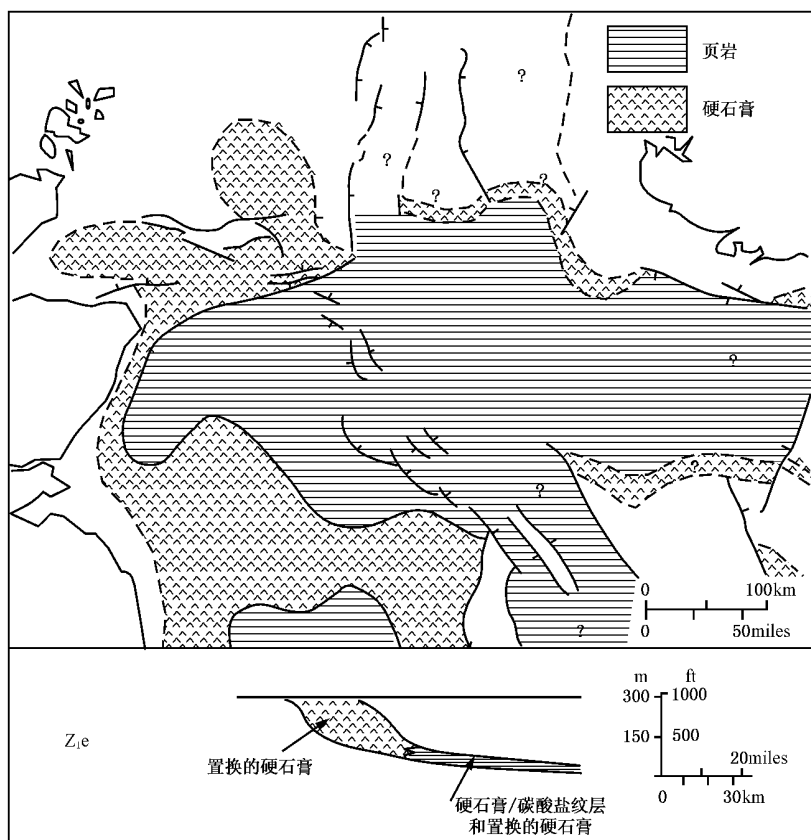 页岩
硬石膏
?
?
?
?
?
?
?
?
0 100km
0 50miles
m ft
300 1000
150 500
20miles
0 30km
Z₁e
置换的硬石膏
硬石膏/碳酸盐纹层
和置换的硬石膏